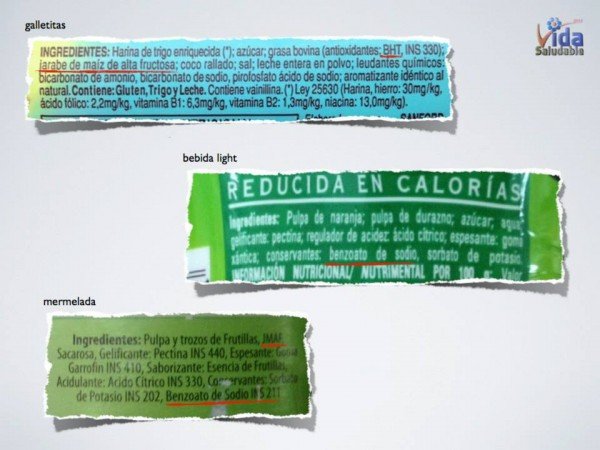 galletitas
Vida
Saludable
INGREDIENTES: Harina de trigo enriquecida (*); azúcar; grasa bovina (antioxidantes: BHT, INS 330);
jarabe de maíz de alta fructosa; coco rallado; sal; leche entera en polvo; leudantes químicos:
bicarbonato de amonio, bicarbonato de sodio, pirofosfato ácido de sodio; aromatizante idéntico al
natural. Contiene: Gluten, Trigo y Leche. Contiene vainillina. (*) Ley 25630 (Harina, hierro: 30mg/kg,
ácido fólico: 2,2mg/kg, vitamina B1: 6,3mg/kg, vitamina B2: 1,3mg/kg, niacina: 13,0mg/kg).
bebida light
REDUCIDA EN CALORÍAS
Ingredientes: Pulpa de naranja; pulpa de durazno; azúcar, agua
gelificante: pectina; regulador de acidez: ácido cítrico; espesante: goma
xántica; conservantes: benzoato de sodio, sorbato de potasio
INFORMACIÓN NUTRICIONAL/ NUTRIMENTAL POR 100 g: Valor
mermelada
Ingredientes: Pulpa y trozos de Frutillas, JMAF
Sacarosa, Gelificante: Pectina INS 440, Espesante: Goma
Garrofin INS 410, Saborizante: Esencia de Frutillas,
Acidulante: Acido Cítrico INS 330, Conservantes: Sorbato
de Potasio INS 202, Benzoato de Sodio INS 211